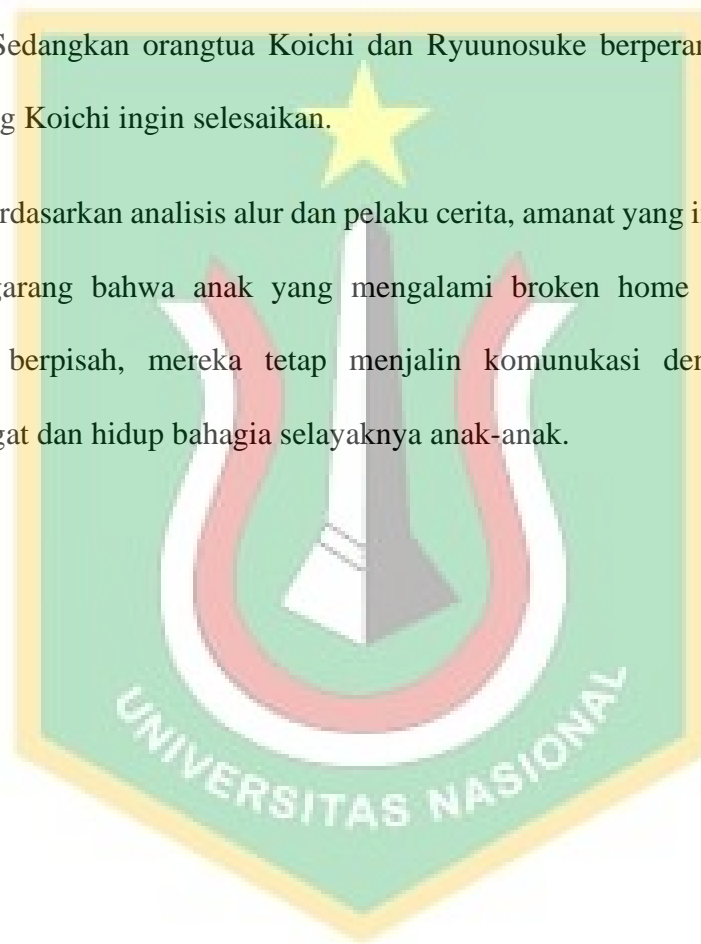 Sedangkan orangtua Koichi dan Ryuunosuke berperan
g Koichi ingin selesaikan.
rdasarkan analisis alur dan pelaku cerita, amanat yang i
garang bahwa anak yang mengalami broken home
berpisah, mereka tetap menjalin komunukasi den
gat dan hidup bahagia selayaknya anak-anak.
UNIVERSITAS NASIONAL